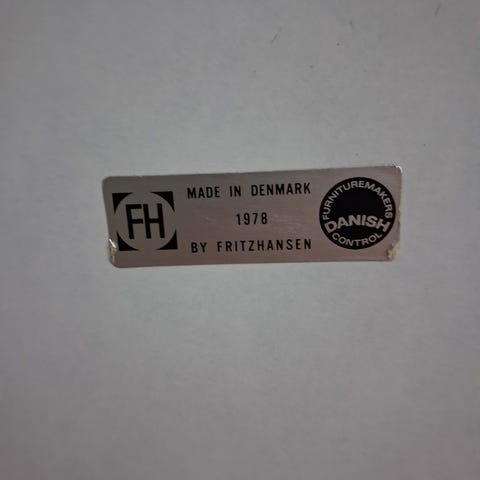 FH
MADE IN DENMARK
1978
BY FRITZHANSEN
FURNITUREMAKERS
DANISH
CONTROL